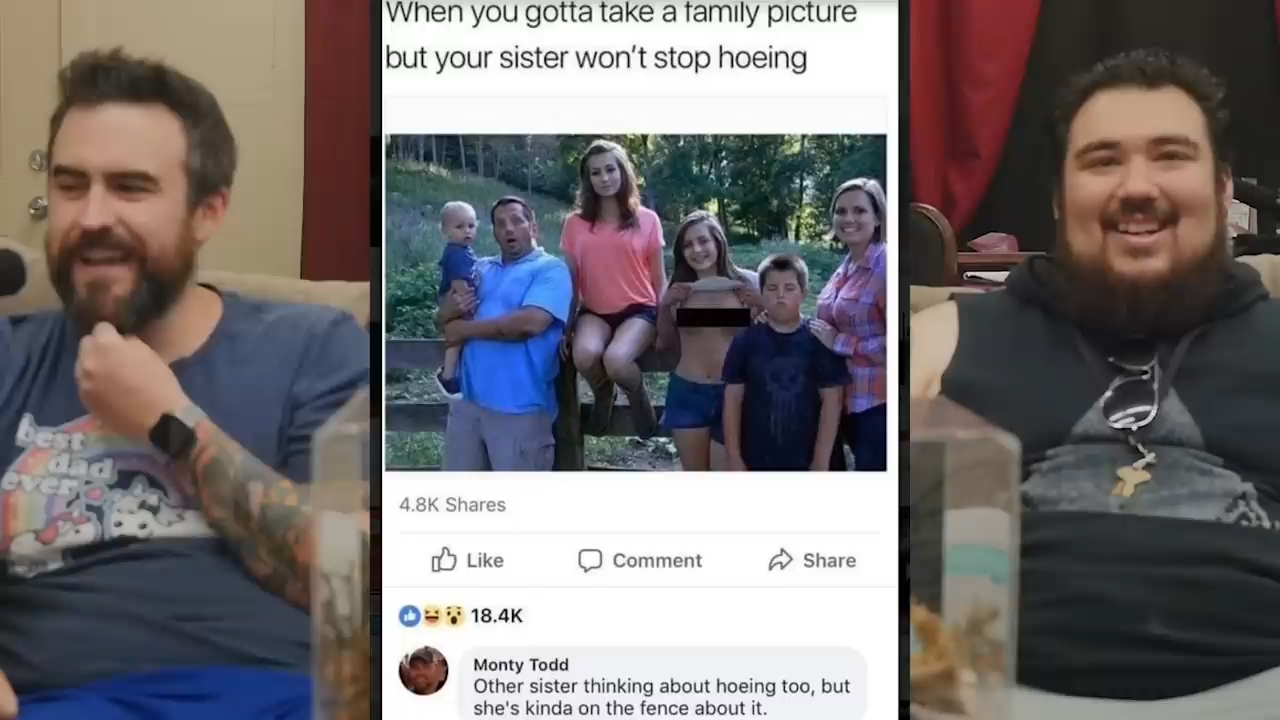 When you gotta take a family picture
but your sister won't stop hoeing
best
dad
ever
4.8K Shares
Like Comment Share
18.4K
Monty Todd
Other sister thinking about hoeing too, but
she's kinda on the fence about it.